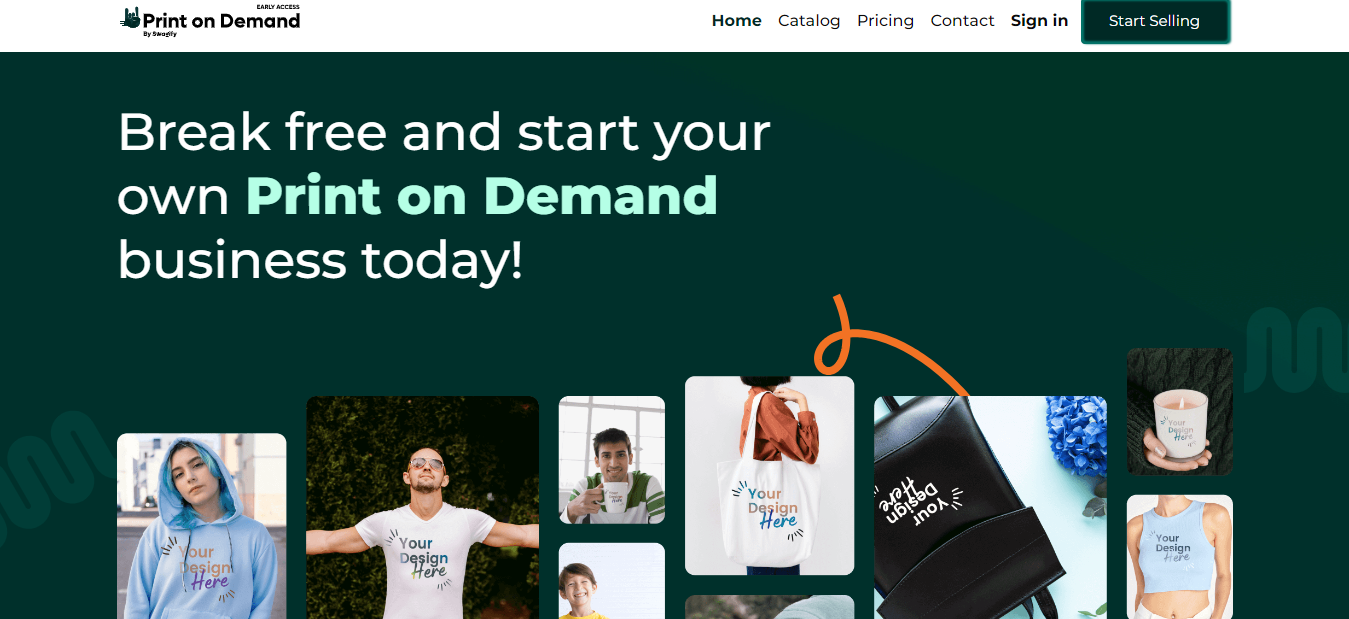 EARLY ACCESS
Print on Demand
By Swagify
Home Catalog Pricing Contact Sign in Start Selling
Break free and start your
own Print on Demand
business today!
Your
Design
Here
Your
Design
Here
Your
Design
Here
Your
Design
Here
Your
Design
Here
Your
Design
Here
Your
Design
Here